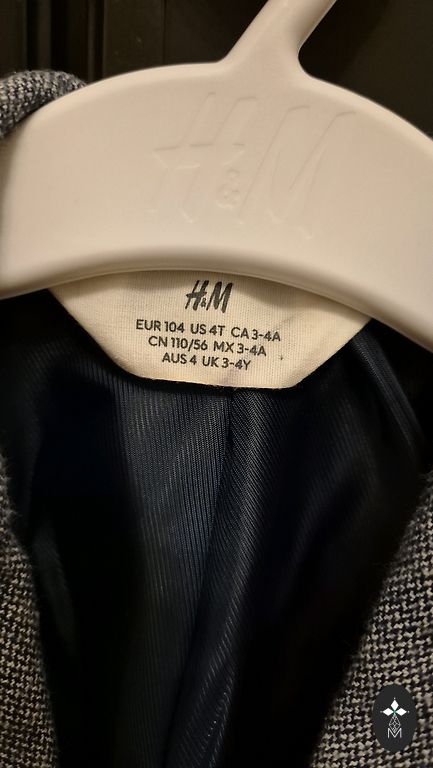 H&M
H&M
EUR 104 US 4T CA 3-4A
CN 110/56 MX 3-4A
AUS 4 UK 3-4Y
M